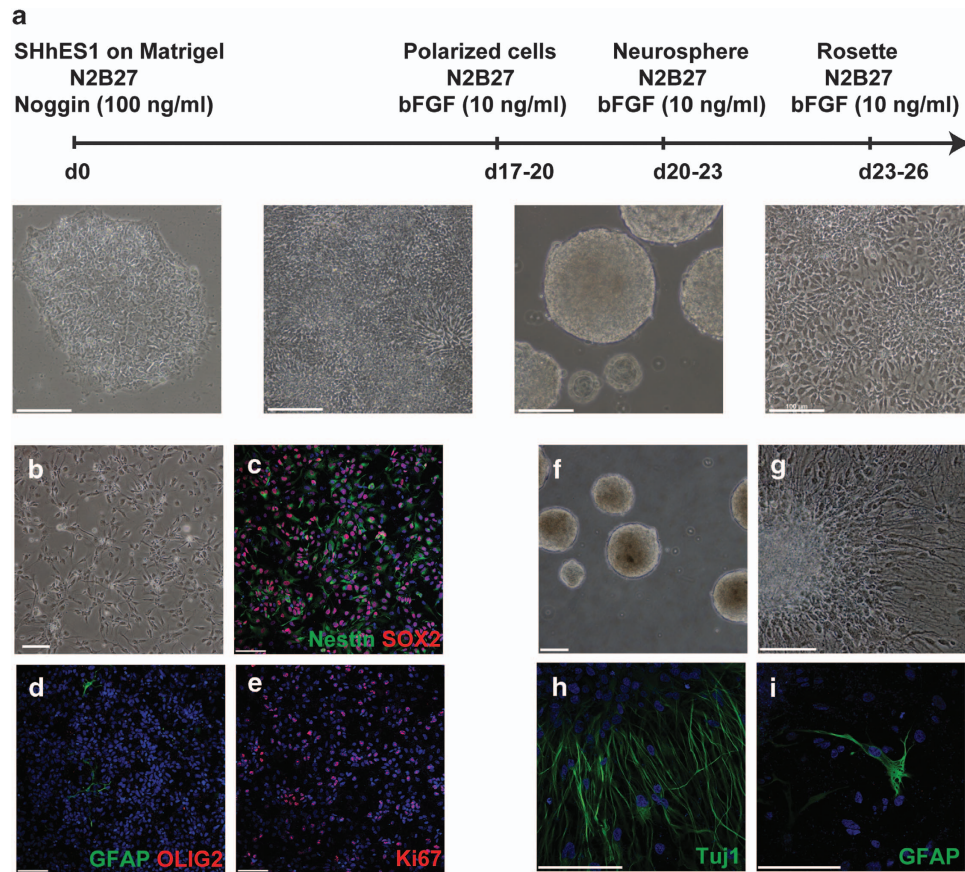 a
SHhES1 on Matrigel
N2B27
Noggin (100 ng/ml)
Polarized cells
N2B27
bFGF (10 ng/ml)
Neurosphere
N2B27
bFGF (10 ng/ml)
Rosette
N2B27
bFGF (10 ng/ml)
d0
d17-20
d20-23
d23-26
100 µm
b
c
Nestin SOX2
f
g
d
GFAP OLIG2
e
Ki67
h
Tuj1
i
GFAP